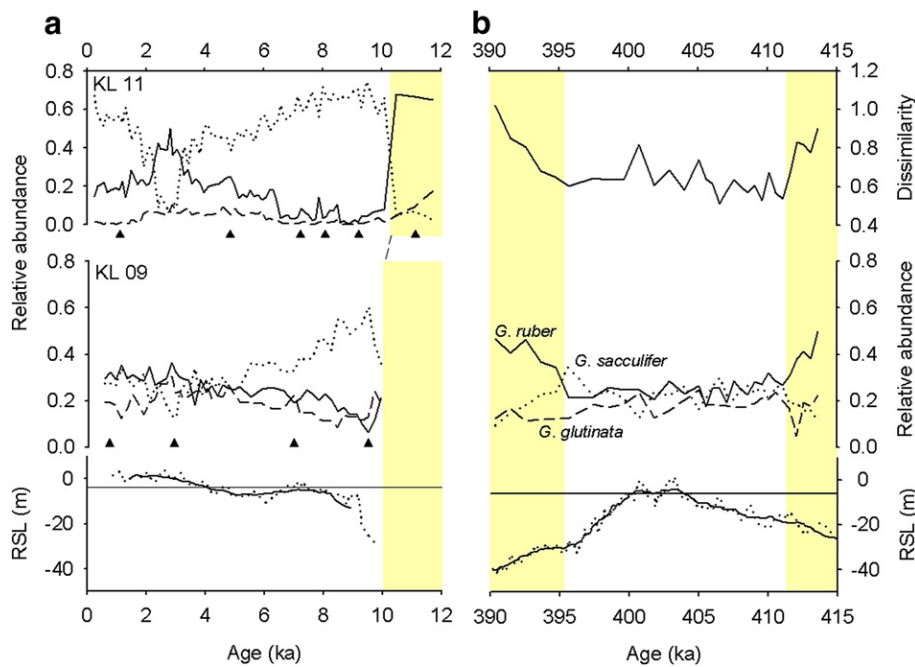 a
b
0 2 4 6 8 10 12
390 395 400 405 410 415
KL 11
Relative abundance
0.8
0.6
0.4
0.2
0.0
1.2
1.0
0.8
0.6
0.4
Dissimilarity
KL 09
0.8
0.6
0.4
0.2
0.0
G. ruber
G. sacculifer
G. glutinata
0.8
0.6
0.4
0.2
0.0
Relative abundance
RSL (m)
0
-20
-40
0
-20
-40
RSL (m)
0 2 4 6 8 10 12
390 395 400 405 410 415
Age (ka)
Age (ka)